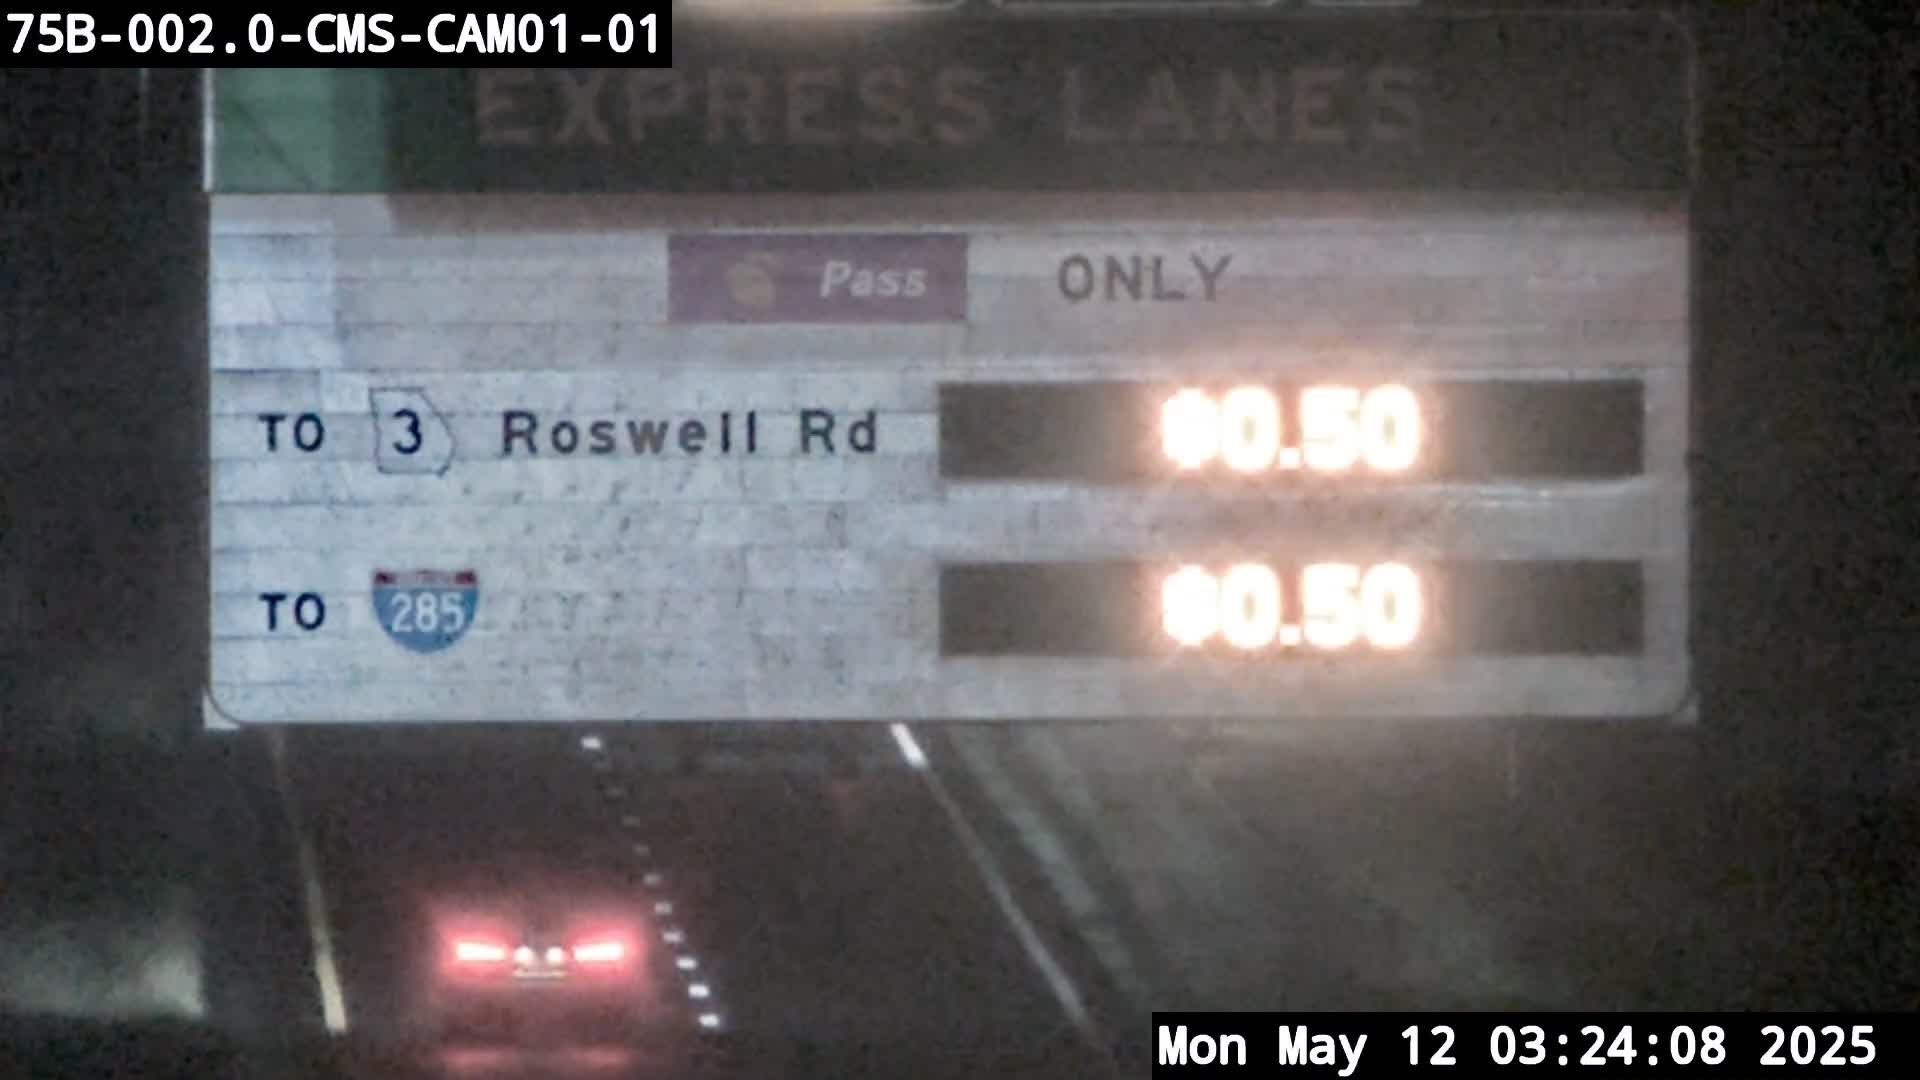 75B-002.0-CMS-CAM01-01
EXPRESS LANES
Pass ONLY
TO 3 Roswell Rd $0.50
TO 285 $0.50
Mon May 12 03:24:08 2025